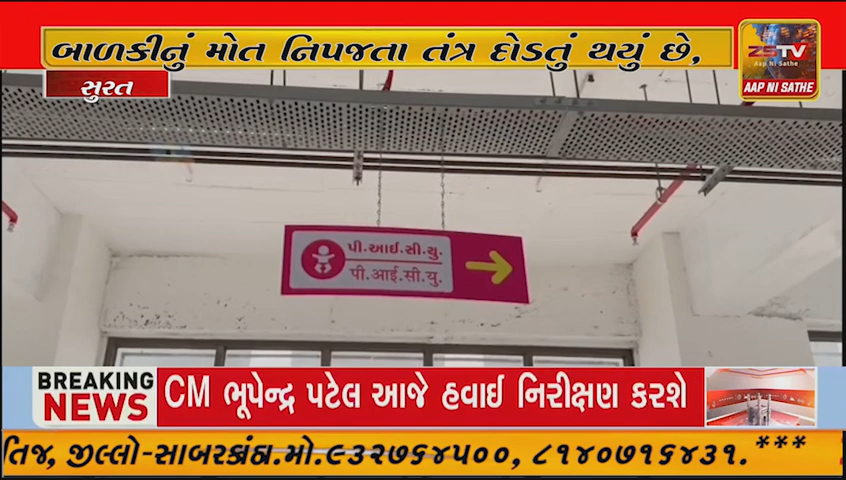 બાળકીનું મોત નિપજતા તંત્ર દોડતું થયું છે,
સુરત
ZSTV
Aap Ni Sathe
AAP NI SATHE
પી.આઈ.સી.યુ.
पी.आई.सी.यु.
BREAKING
NEWS
CM ભૂપેન્દ્ર પટેલ આજે હવાઈ નિરીક્ષણ કરશે
તિજ, જીલ્લો-સાબરકાંઠા.મો.૯૩૨૭૬૪૫૦૦, ૮૧૪૦૭૧૬૪૩૧.***